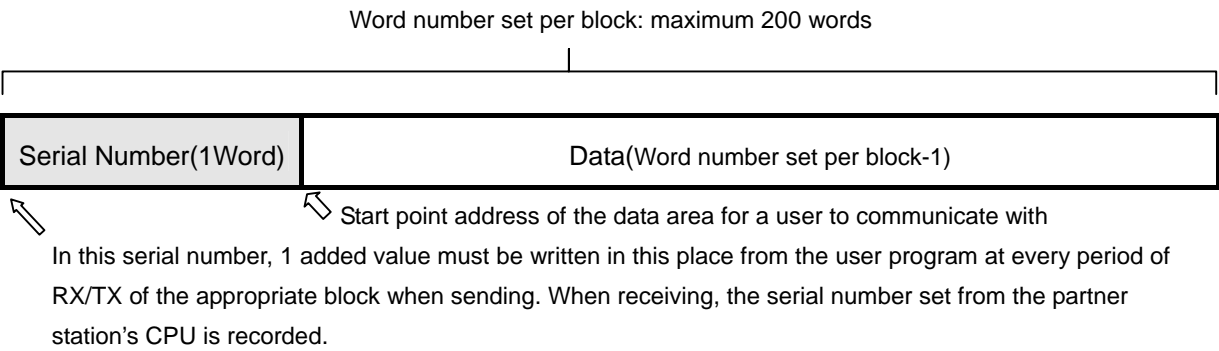 Word number set per block: maximum 200 words
Serial Number(1Word)
Data(Word number set per block-1)
Start point address of the data area for a user to communicate with
In this serial number, 1 added value must be written in this place from the user program at every period of
RX/TX of the appropriate block when sending. When receiving, the serial number set from the partner
station's CPU is recorded.